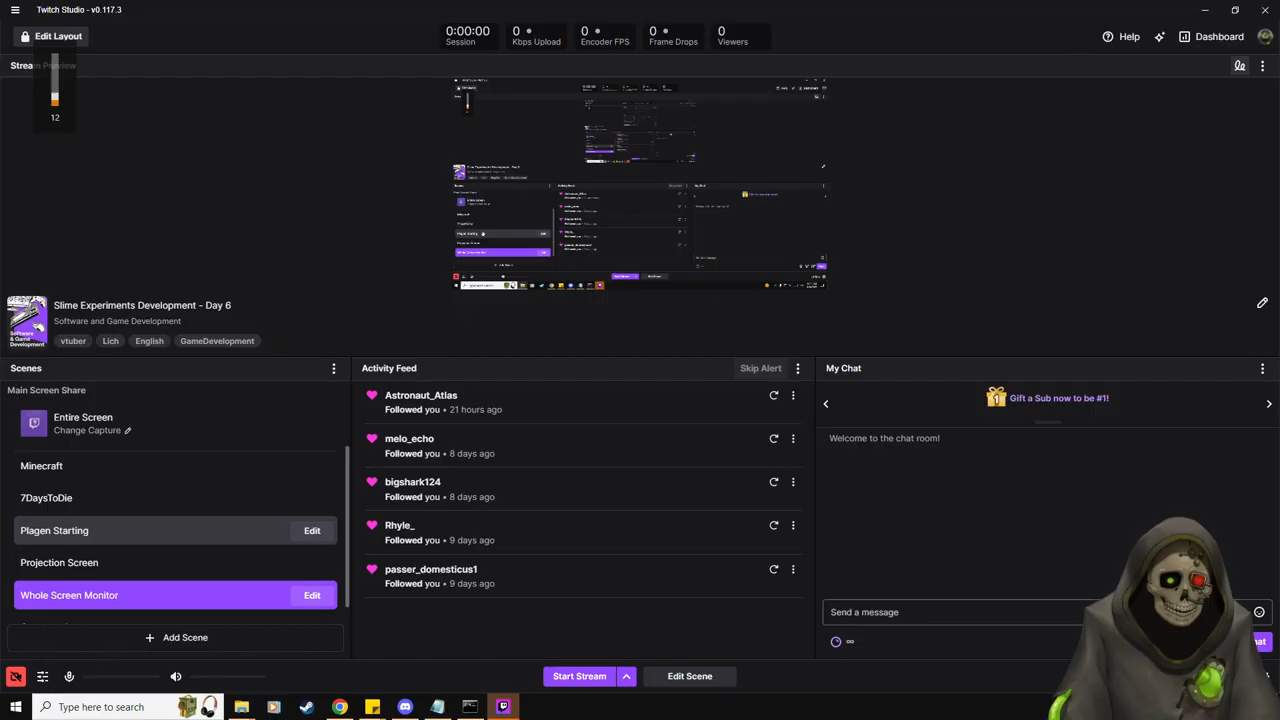 Twitch Studio - v0.117.3
Edit Layout
0:00:00
Session
0
Kbps Upload
0
Encoder FPS
0
Frame Drops
0
Viewers
Help
Dashboard
Stream Preview
12
Slime Experiments Development - Day 6
Software and Game Development
vtuber
Lich
English
GameDevelopment
Software
& Game
Development
Scenes
Main Screen Share
Entire Screen
Change Capture
Minecraft
7DaysToDie
Plagen Starting
Edit
Projection Screen
Whole Screen Monitor
Edit
Add Scene
Activity Feed
Skip Alert
Astronaut_Atlas
Followed you • 21 hours ago
melo_echo
Followed you • 8 days ago
bigshark124
Followed you • 8 days ago
Rhyle_
Followed you • 9 days ago
passer_domesticus1
Followed you • 9 days ago
My Chat
1
Gift a Sub now to be #1!
Welcome to the chat room!
Send a message
Start Stream
Edit Scene
Type here to search